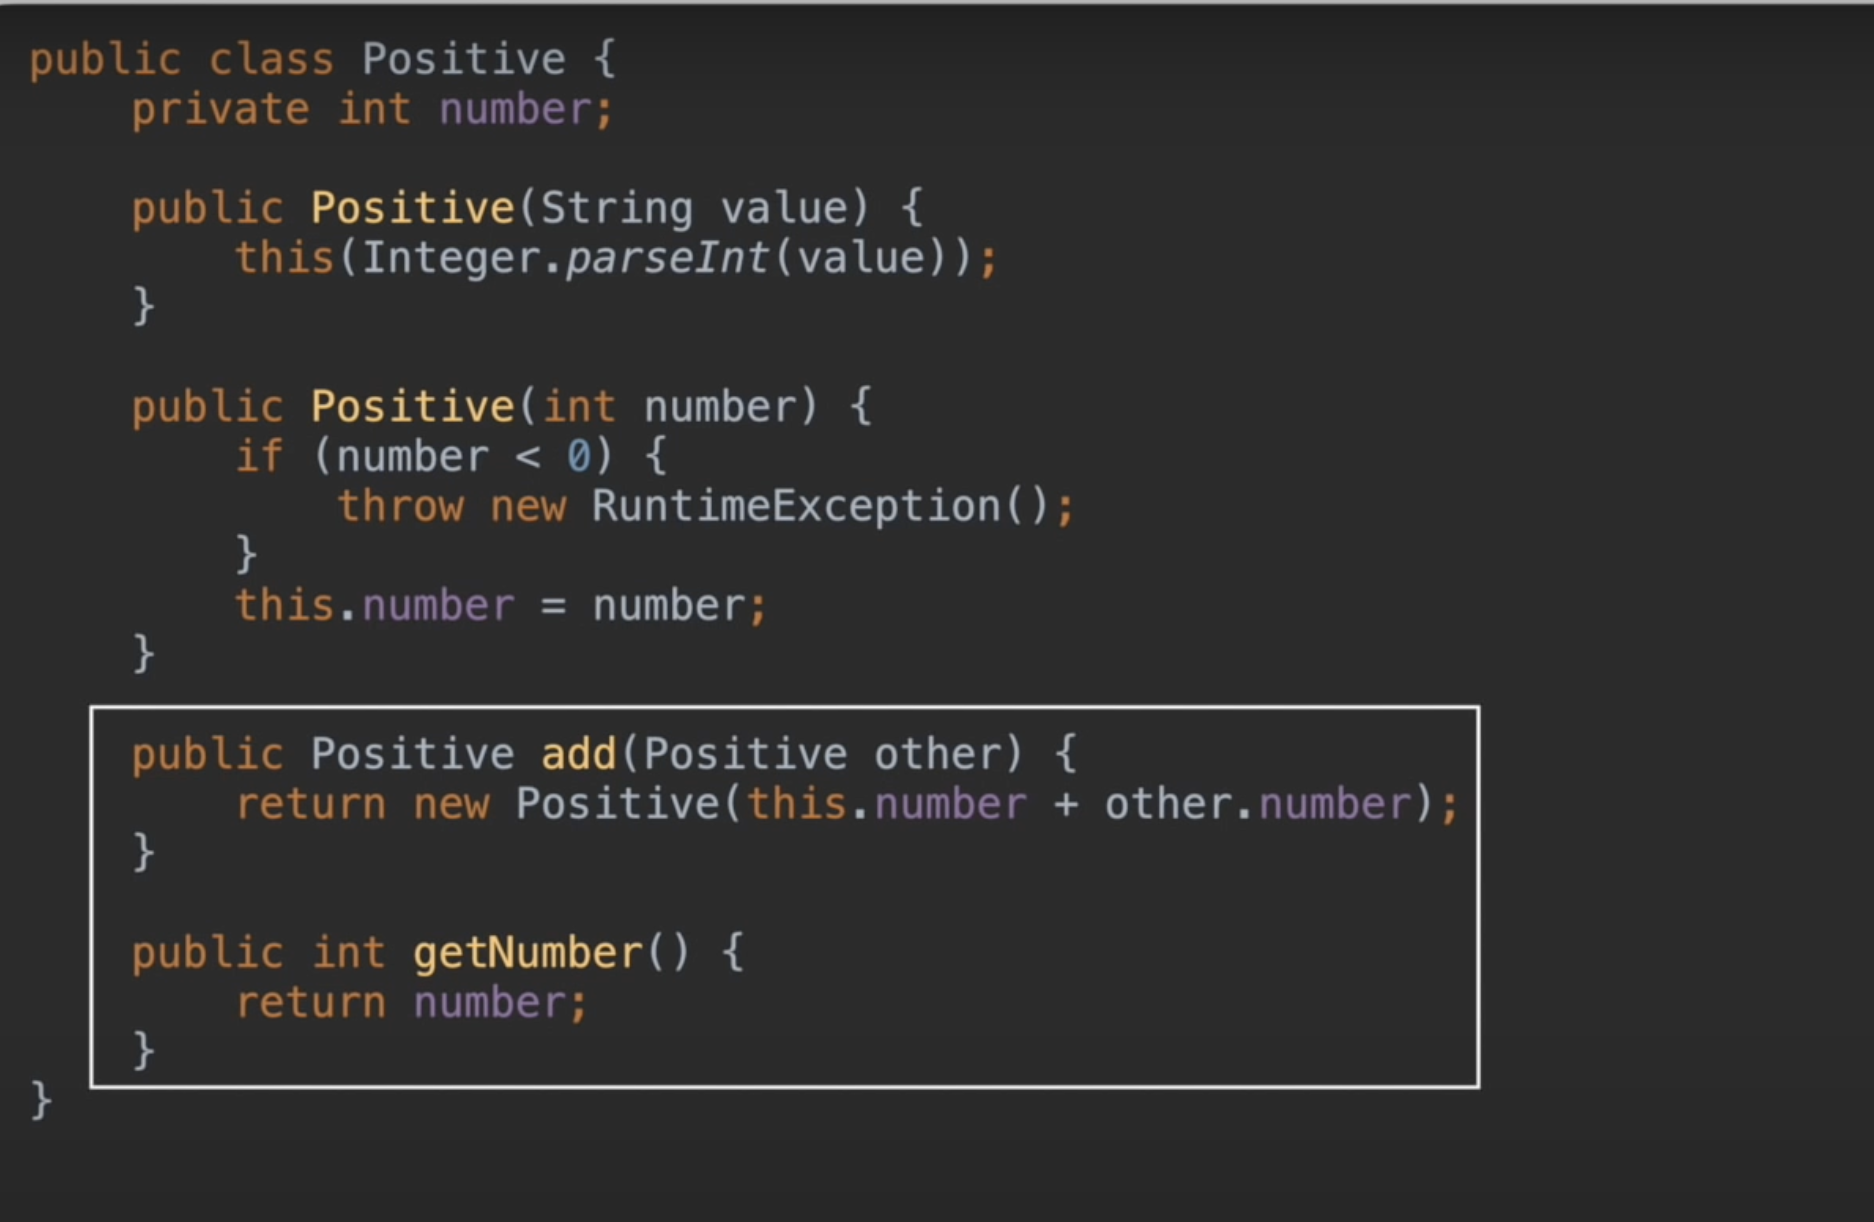 public class Positive {
    private int number;

    public Positive(String value) {
        this(Integer.parseInt(value));
    }

    public Positive(int number) {
        if (number < 0) {
            throw new RuntimeException();
        }
        this.number = number;
    }

    public Positive add(Positive other) {
        return new Positive(this.number + other.number);
    }

    public int getNumber() {
        return number;
    }
}